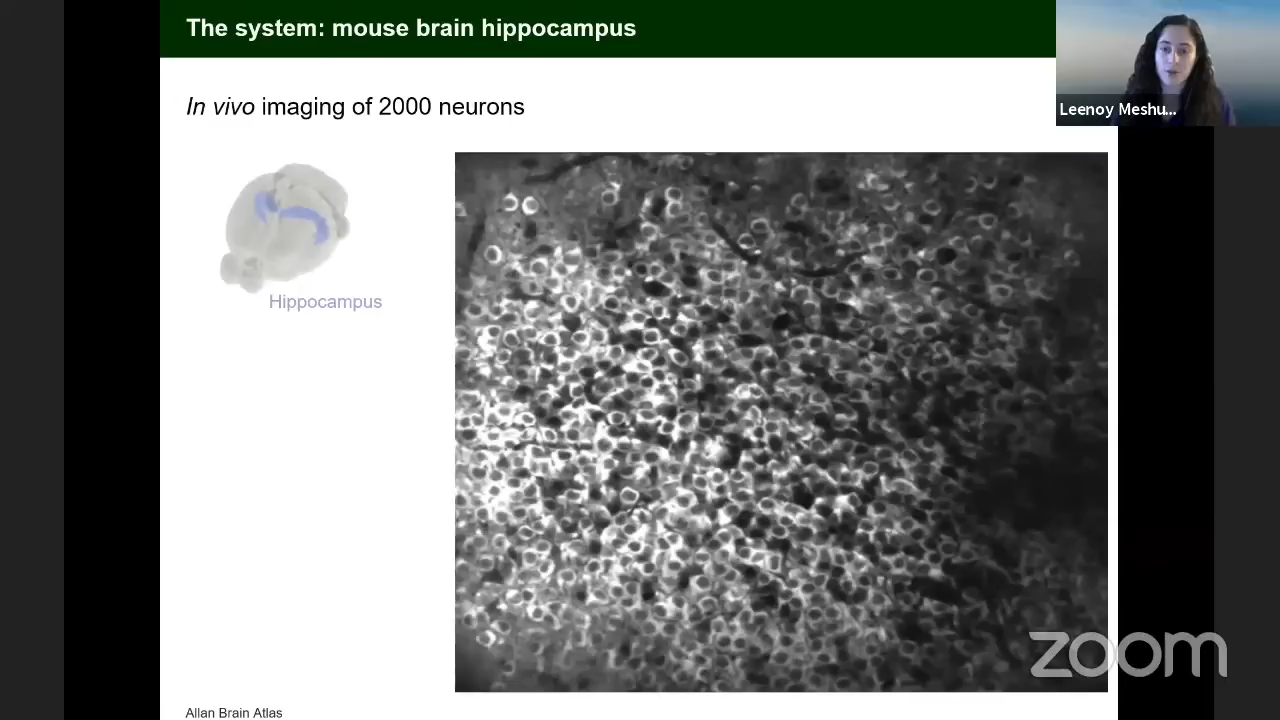 The system: mouse brain hippocampus
Leenoy Meshu...
In vivo imaging of 2000 neurons
Hippocampus
zoom
Allan Brain Atlas